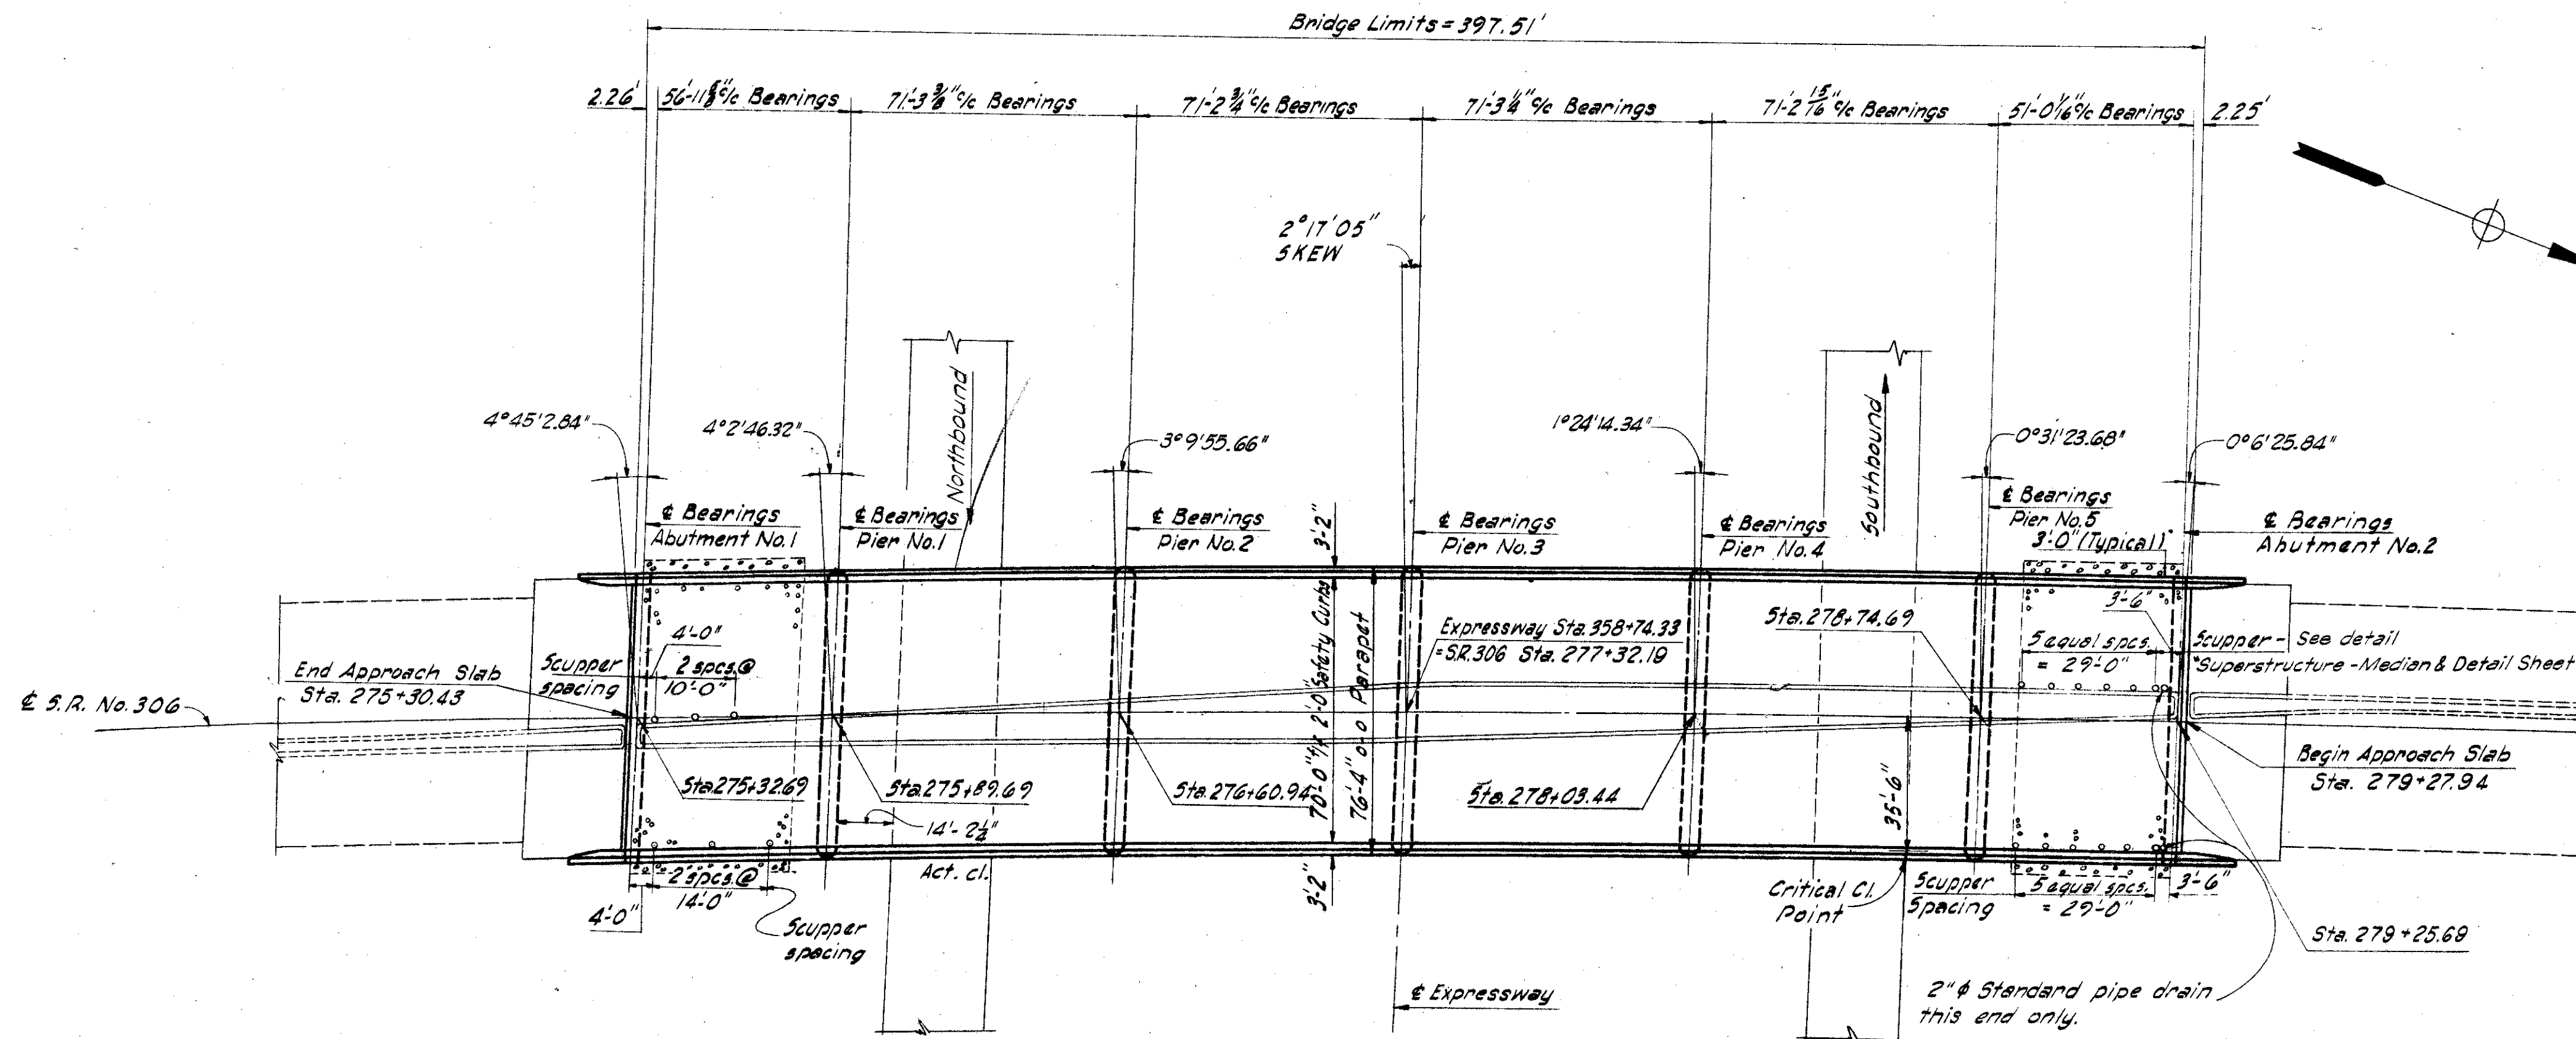 Bridge Limits = 397.51'
2.26'
56'-11⅝" c/c Bearings
71'-3⅜" c/c Bearings
71'-2¾" c/c Bearings
71'-3¼" c/c Bearings
71'-2 15/16" c/c Bearings
51'-0 1/16" c/c Bearings
2.25'
2°17'05"
SKEW
Northbound
Southbound
4°45'2.84"
4°2'46.32"
3°9'55.66"
1°24'14.34"
0°31'23.68"
0°6'25.84"
℄ Bearings
Abutment No.1
℄ Bearings
Pier No.1
℄ Bearings
Pier No.2
℄ Bearings
Pier No.3
℄ Bearings
Pier No.4
℄ Bearings
Pier No.5
℄ Bearings
Abutment No.2
3'-2"
3'-0" (Typical)
3'-6"
4'-0"
Scupper
spacing
2 spcs.@
10'-0"
End Approach Slab
Sta. 275+30.43
℄ S.R. No. 306
70'-0" f/f 2'-0" Safety Curbs
76'-4" o-o Parapet
Expressway Sta. 358+74.33
=S.R. 306 Sta. 277+32.19
Sta. 278+74.69
5 equal spcs.
= 29'-0"
Scupper - See detail
"Superstructure - Median & Detail Sheet
Sta. 275+32.69
Sta. 275+89.69
Sta. 276+60.94
Sta. 278+03.44
35'-6"
Begin Approach Slab
Sta. 279+27.94
14'-2¼"
Act. cl.
2 spcs.@
14'-0"
4'-0"
Scupper
spacing
3'-2"
Critical Cl.
Point
Scupper
Spacing
5 equal spcs.
= 29'-0"
3'-6"
Sta. 279+25.69
℄ Expressway
2" ϕ Standard pipe drain
this end only.